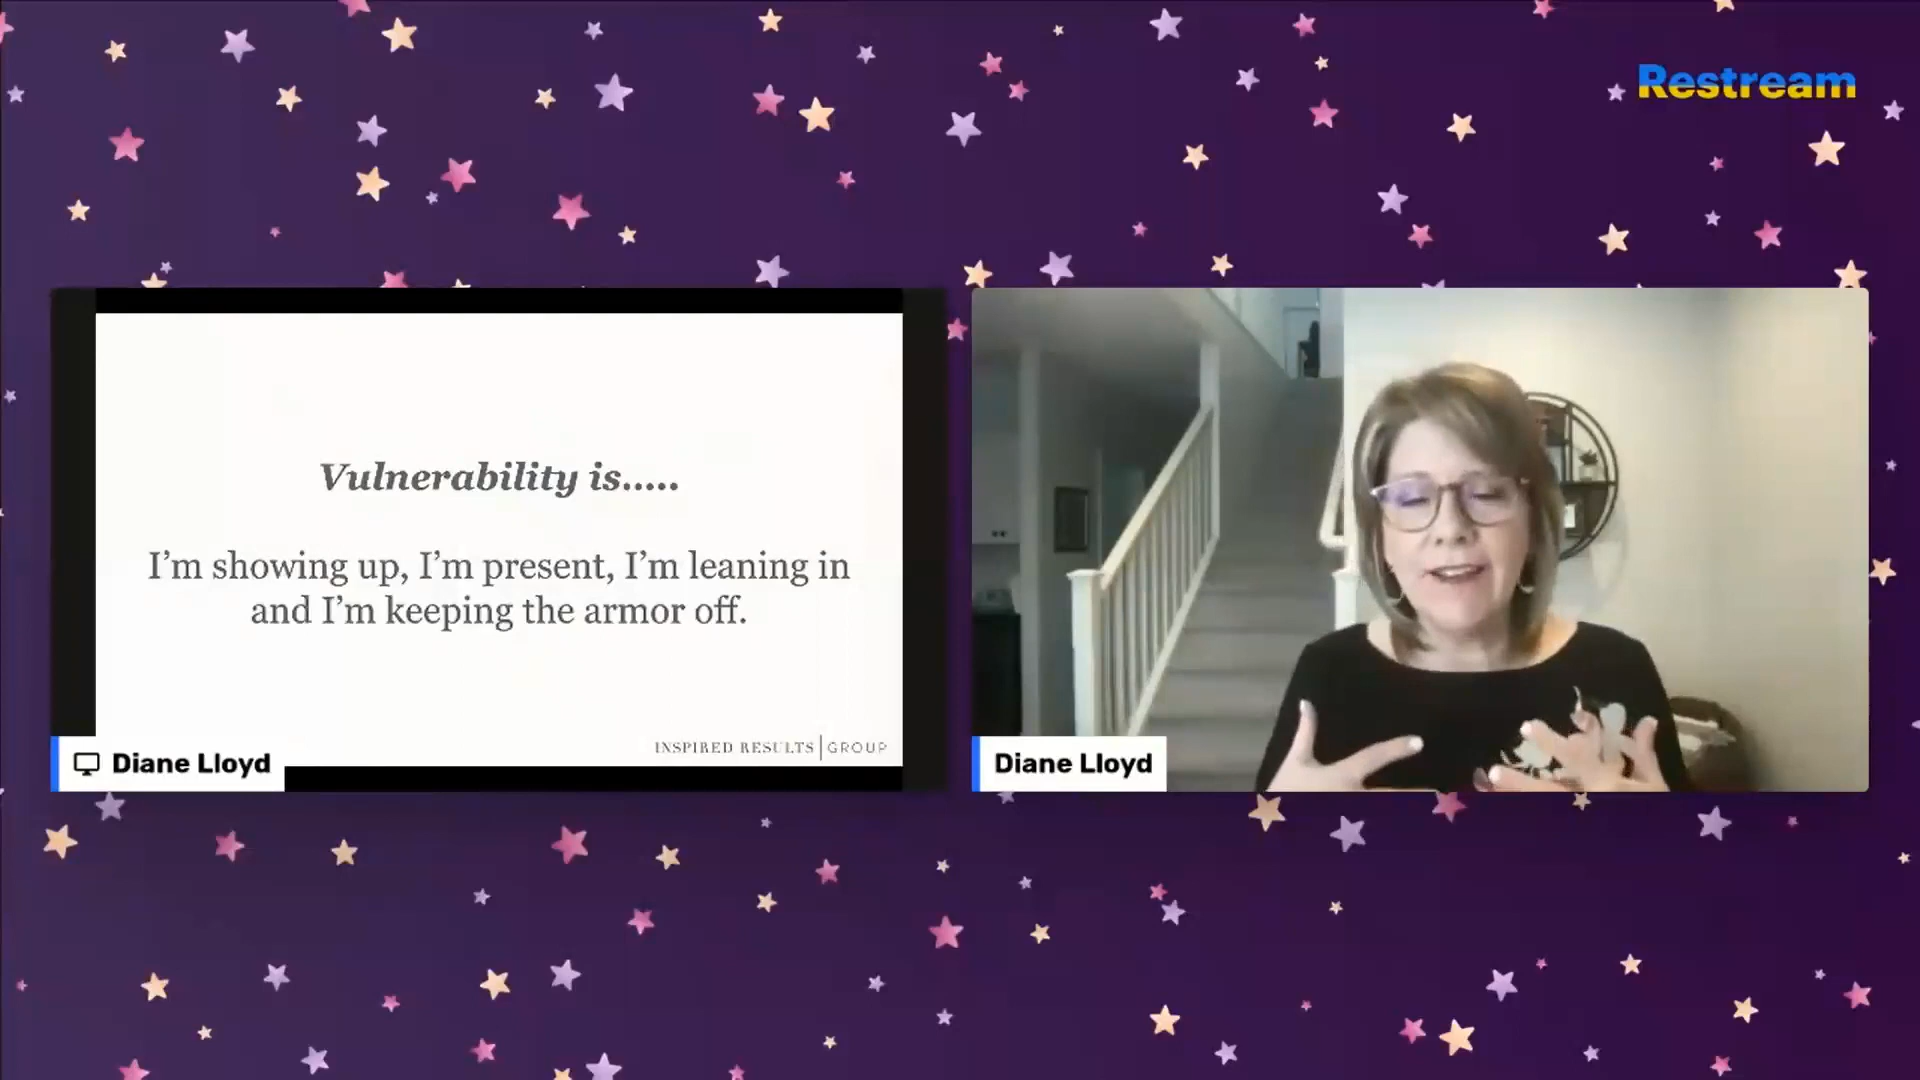 Restream
Vulnerability is.....
I’m showing up, I’m present, I’m leaning in
and I’m keeping the armor off.
INSPIRED RESULTS | GROUP
Diane Lloyd
Diane Lloyd